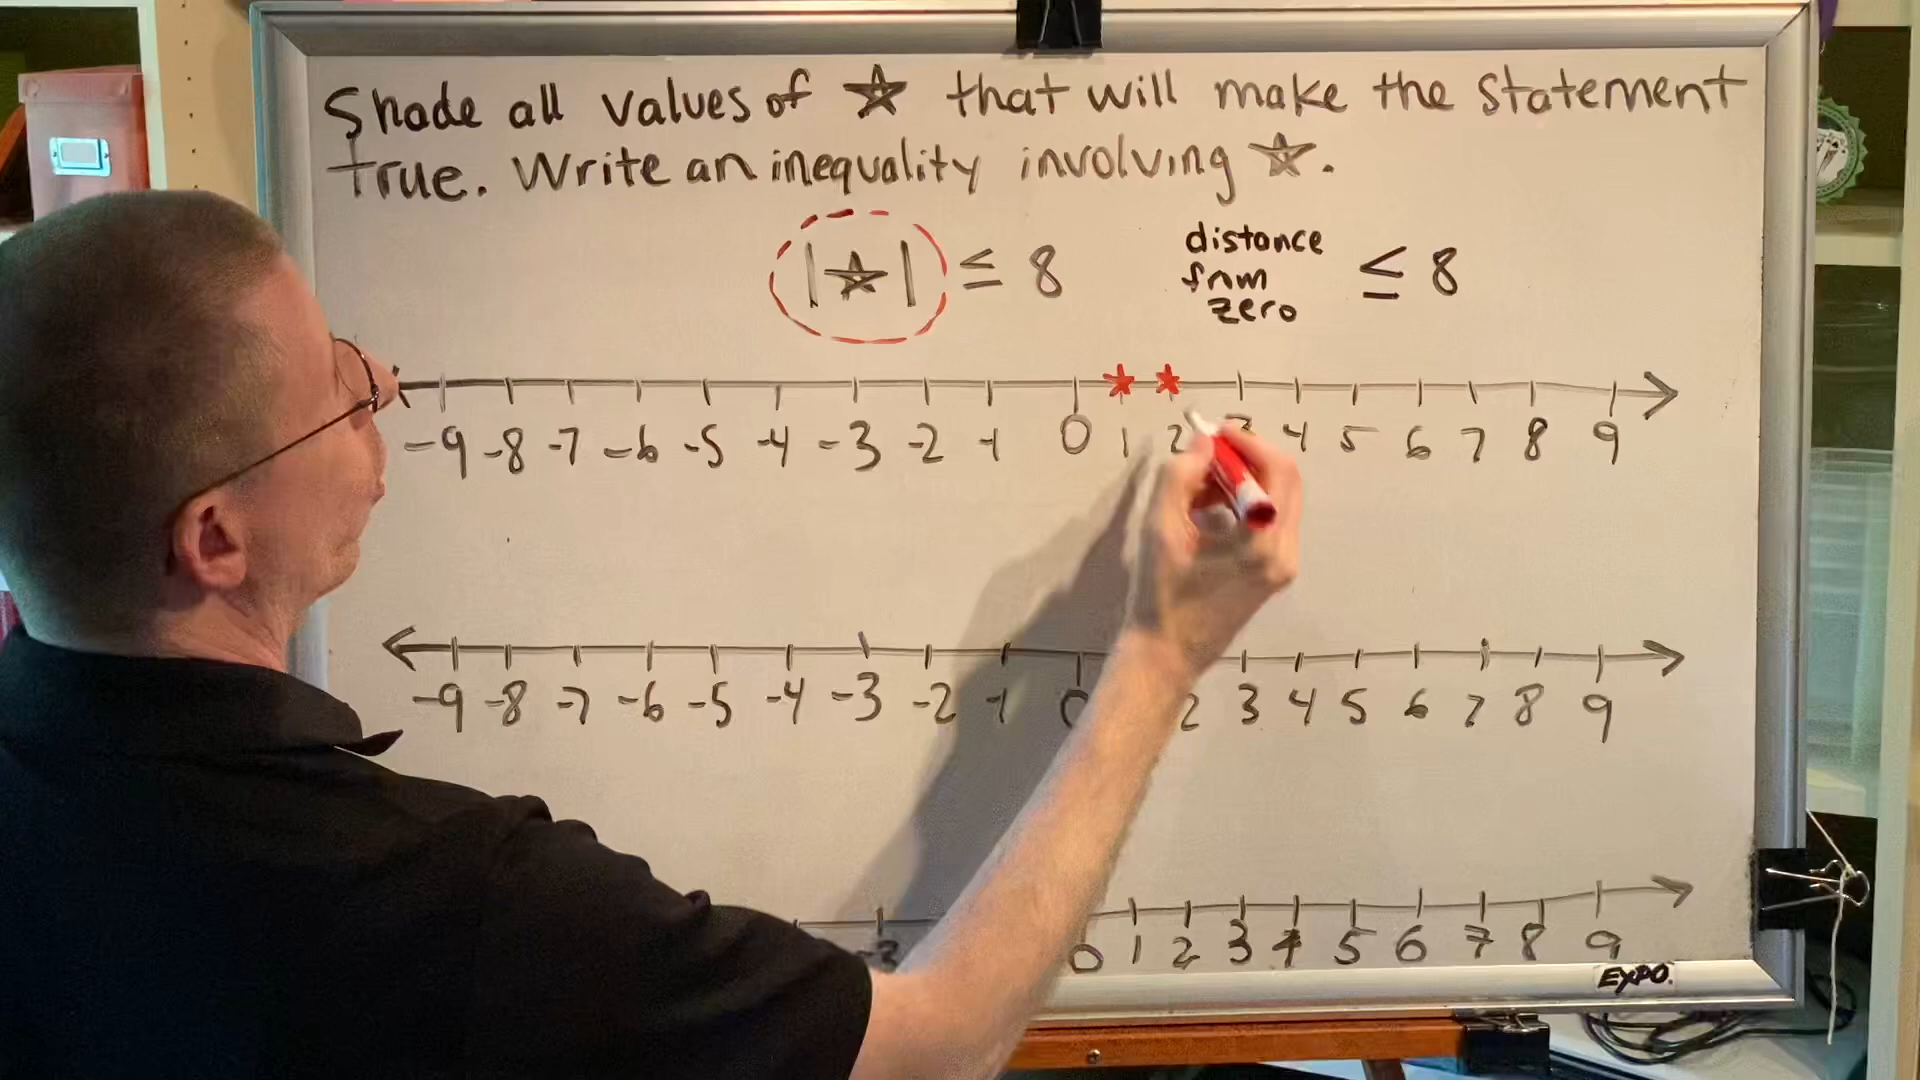 Shade all values of ☆ that will make the statement
true. Write an inequality involving ☆.
|☆| ≤ 8
distance
from
zero
≤ 8
-9 -8 -7 -6 -5 -4 -3 -2 -1 0 1 2 3 4 5 6 7 8 9
-9 -8 -7 -6 -5 -4 -3 -2 -1 0 2 3 4 5 6 7 8 9
-3 0 1 2 3 4 5 6 7 8 9
EXPO.